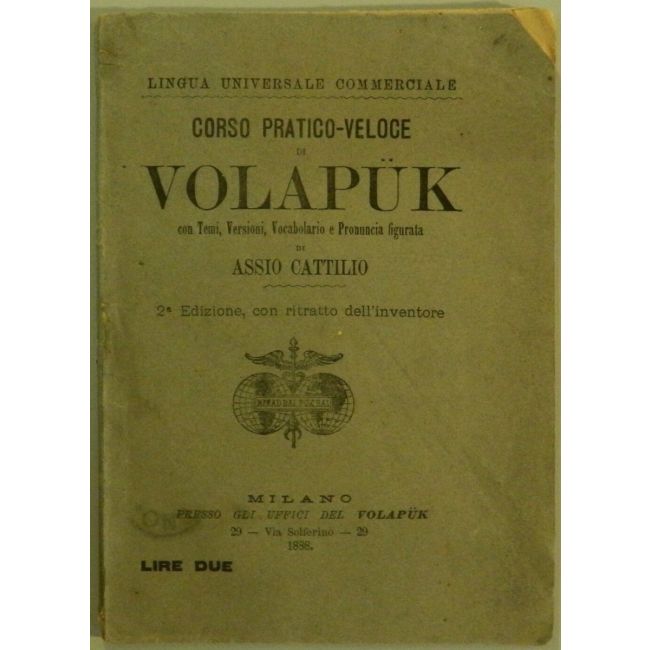 LINGUA UNIVERSALE COMMERCIALE
CORSO PRATICO-VELOCE
DI
VOLAPÜK
con Temi, Versioni, Vocabolario e Pronuncia figurata
DI
ASSIO CATTILIO
2ª Edizione, con ritratto dell'inventore
MILANO
PRESSO GLI UFFICI DEL VOLAPÜK
29 — Via Solferino — 29
1888.
LIRE DUE